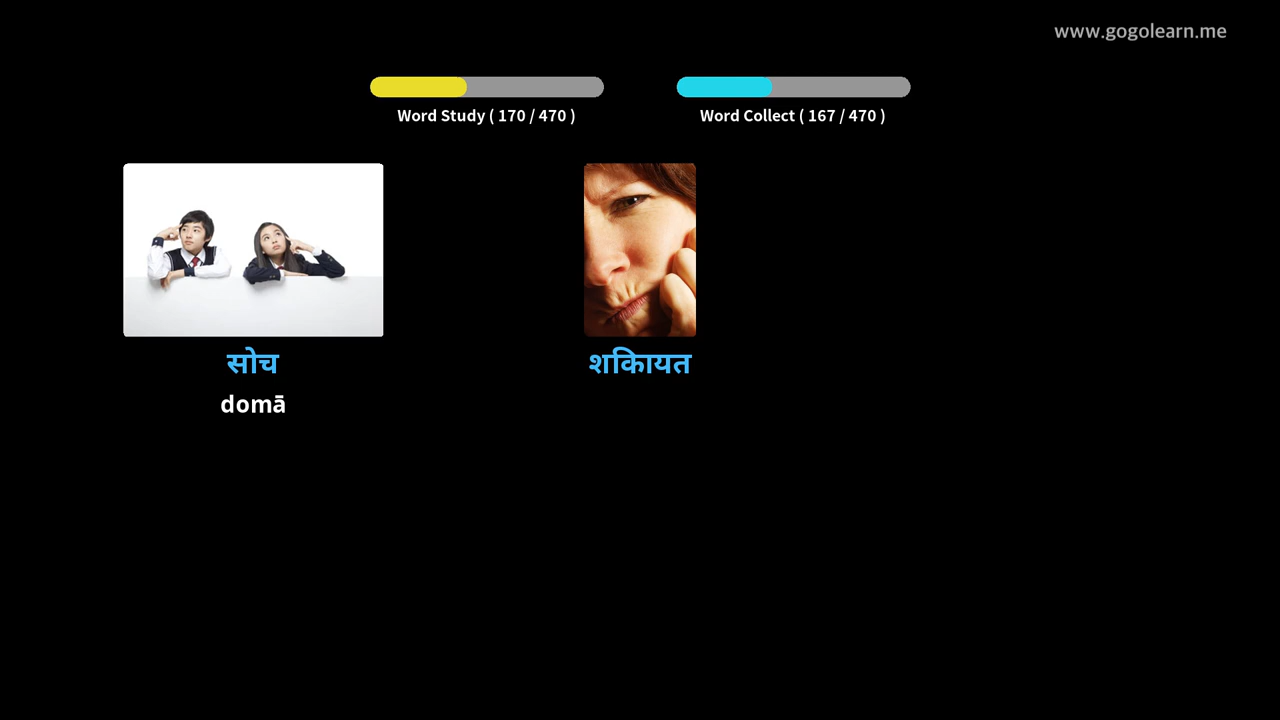 www.gogolearn.me
Word Study ( 170 / 470 )
Word Collect ( 167 / 470 )
सोच
शकिायत
domā